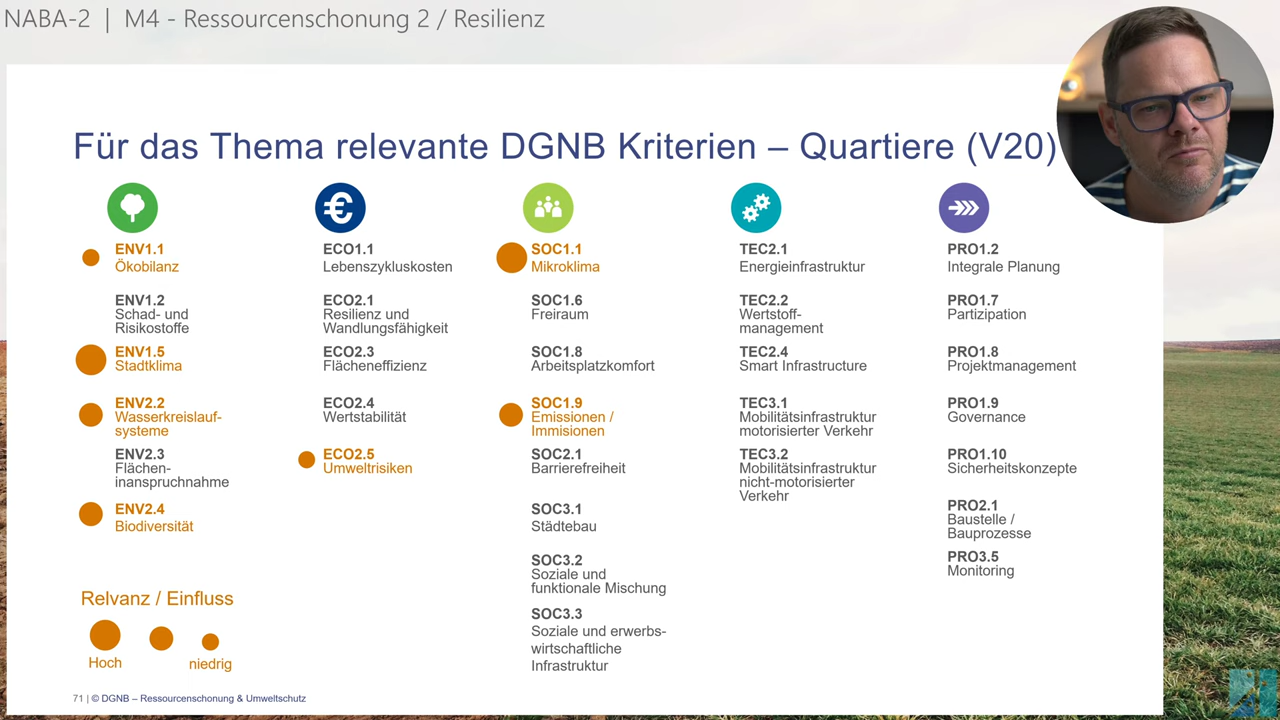 NABA-2 | M4 - Ressourcenschonung 2 / Resilienz
Für das Thema relevante DGNB Kriterien – Quartiere (V20)
ENV1.1
Ökobilanz
ENV1.2
Schad- und
Risikostoffe
ENV1.5
Stadtklima
ENV2.2
Wasserkreislauf-
systeme
ENV2.3
Flächen-
inanspruchnahme
ENV2.4
Biodiversität
€
ECO1.1
Lebenszykluskosten
ECO2.1
Resilienz und
Wandlungsfähigkeit
ECO2.3
Flächeneffizienz
ECO2.4
Wertstabilität
ECO2.5
Umweltrisiken
SOC1.1
Mikroklima
SOC1.6
Freiraum
SOC1.8
Arbeitsplatzkomfort
SOC1.9
Emissionen /
Immisionen
SOC2.1
Barrierefreiheit
SOC3.1
Städtebau
SOC3.2
Soziale und
funktionale Mischung
SOC3.3
Soziale und erwerbs-
wirtschaftliche
Infrastruktur
TEC2.1
Energieinfrastruktur
TEC2.2
Wertstoff-
management
TEC2.4
Smart Infrastructure
TEC3.1
Mobilitätsinfrastruktur
motorisierter Verkehr
TEC3.2
Mobilitätsinfrastruktur
nicht-motorisierter
Verkehr
PRO1.2
Integrale Planung
PRO1.7
Partizipation
PRO1.8
Projektmanagement
PRO1.9
Governance
PRO1.10
Sicherheitskonzepte
PRO2.1
Baustelle /
Bauprozesse
PRO3.5
Monitoring
Relvanz / Einfluss
Hoch
niedrig
71 | © DGNB – Ressourcenschonung & Umweltschutz